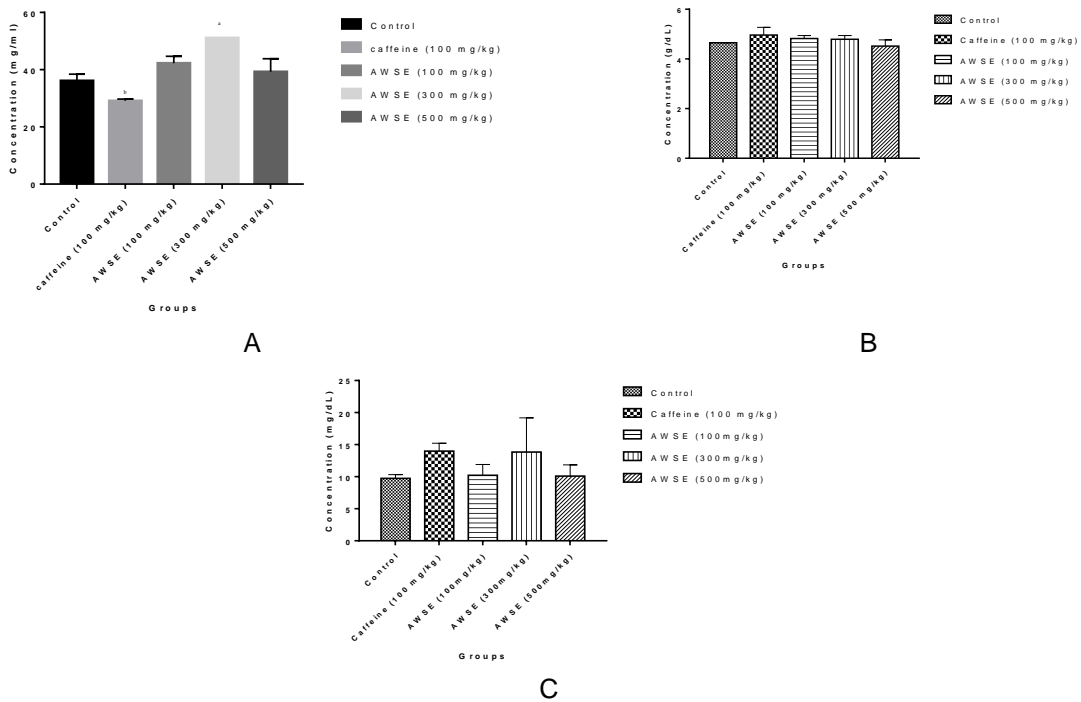 Concentration (mg/ml)
60
40
20
0
b
a
Control
caffeine (100 mg/kg)
AWSE (100 mg/kg)
AWSE (300 mg/kg)
AWSE (500 mg/kg)
Groups
Control
caffeine (100 mg/kg)
AWSE (100 mg/kg)
AWSE (300 mg/kg)
AWSE (500 mg/kg)
A
Concentration (g/dL)
6
4
2
0
Control
Caffeine (100 mg/kg)
AWSE (100 mg/kg)
AWSE (300 mg/kg)
AWSE (500 mg/kg)
Groups
Control
Caffeine (100 mg/kg)
AWSE (100 mg/kg)
AWSE (300 mg/kg)
AWSE (500 mg/kg)
B
Concentration (mg/dL)
25
20
15
10
5
0
Control
Caffeine (100 mg/kg)
AWSE (100mg/kg)
AWSE (300mg/kg)
AWSE (500mg/kg)
Groups
Control
Caffeine (100 mg/kg)
AWSE (100mg/kg)
AWSE (300mg/kg)
AWSE (500mg/kg)
C